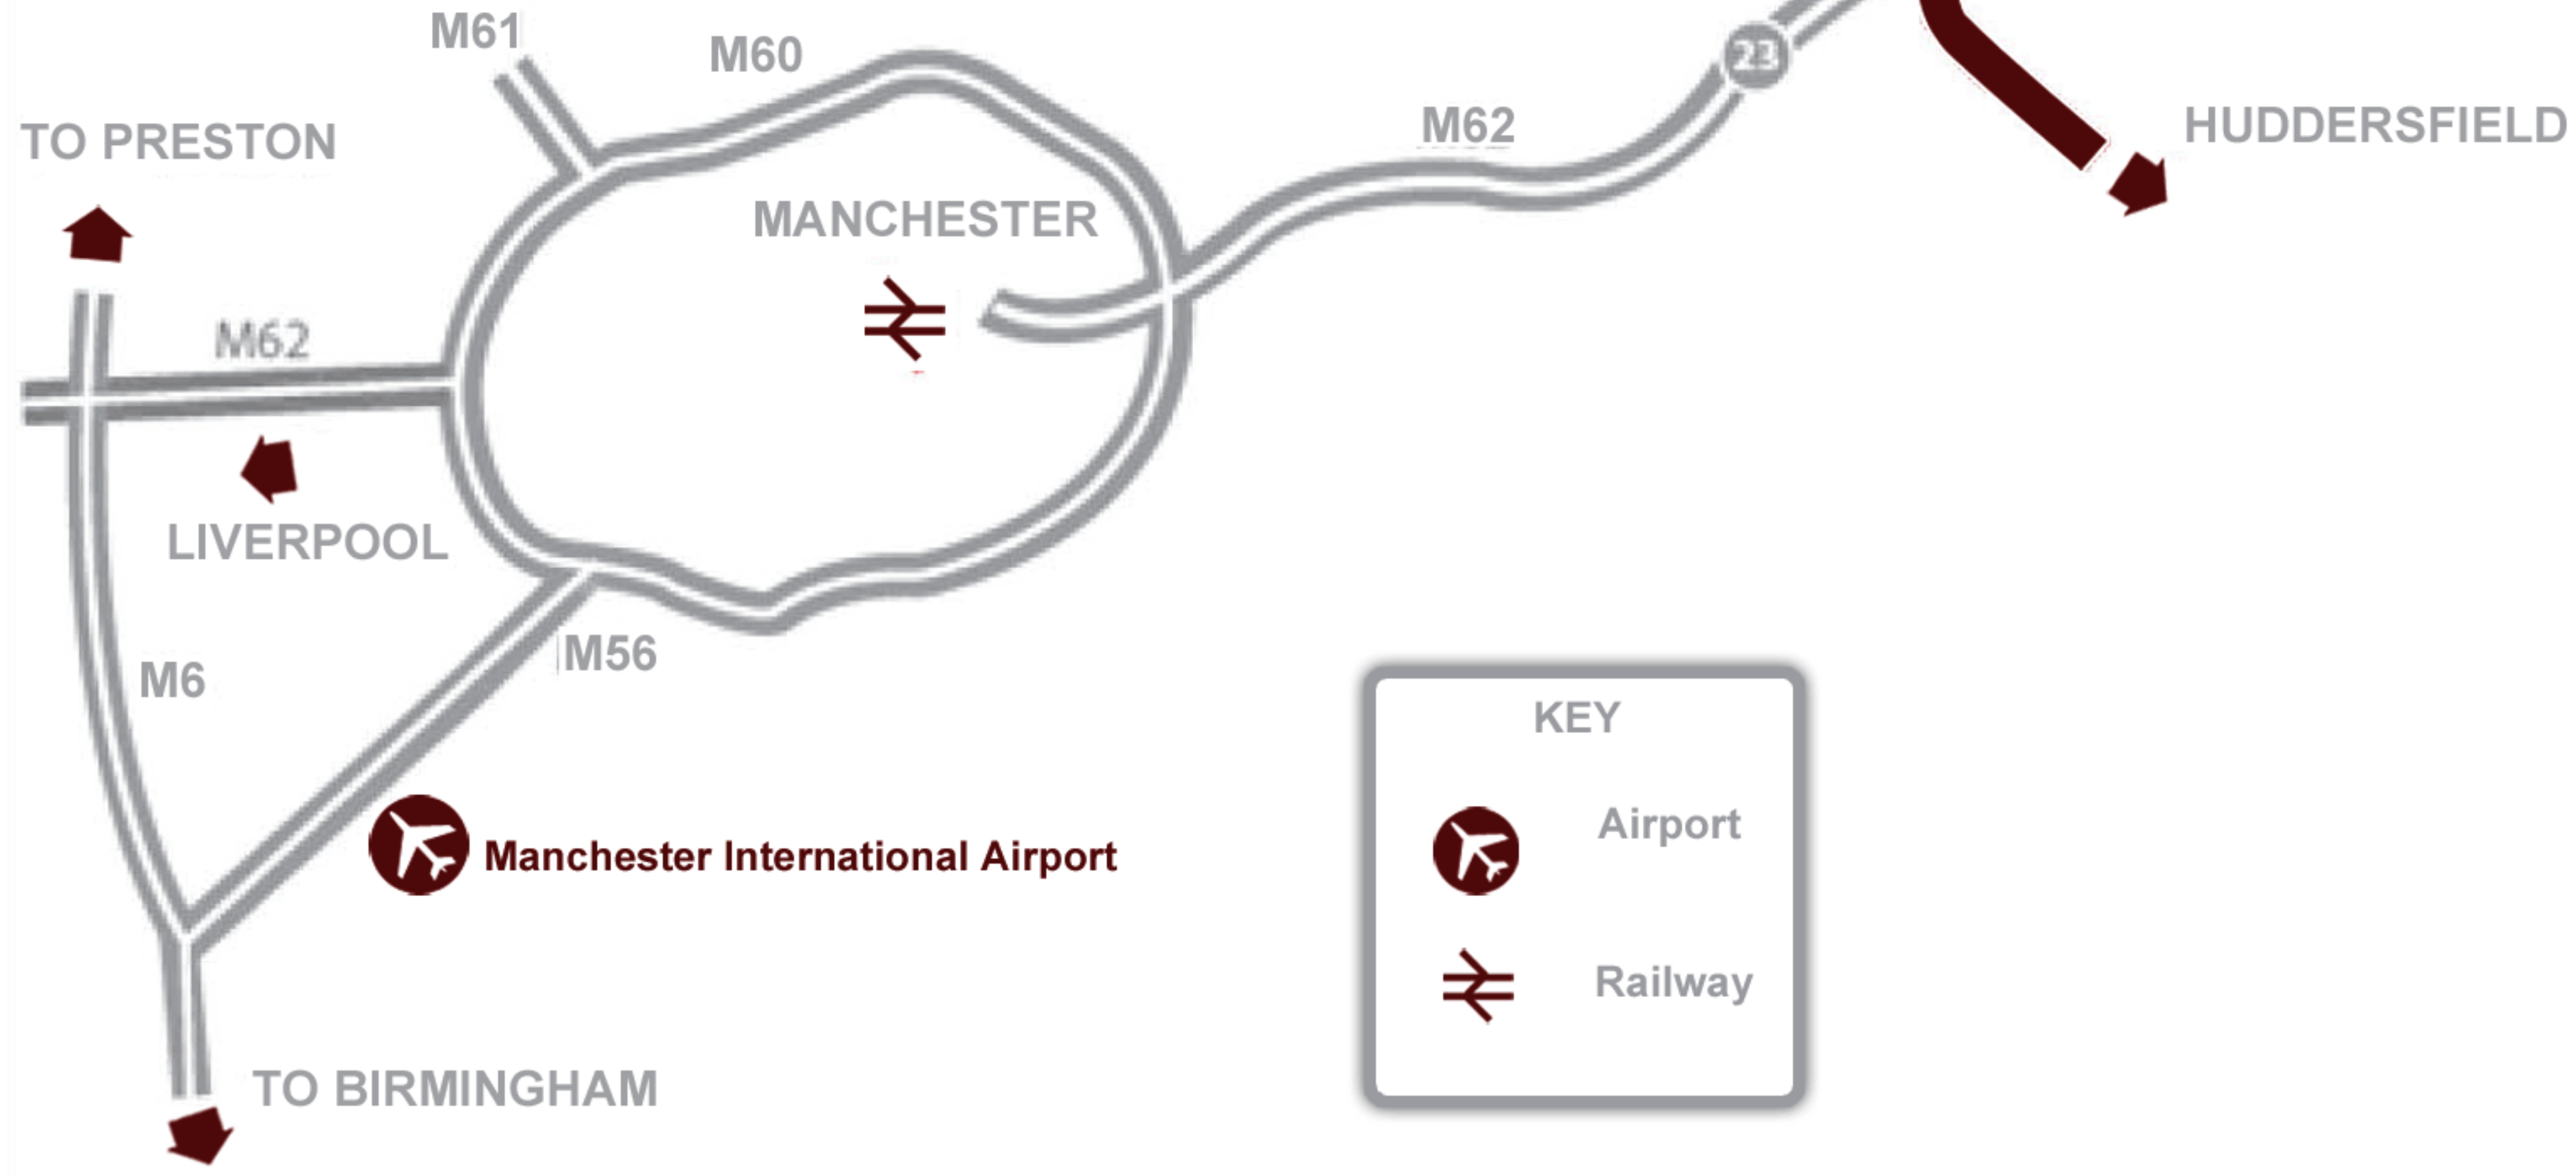 M61
M60
23
TO PRESTON
M62
HUDDERSFIELD
MANCHESTER
M62
LIVERPOOL
M6
M56
Manchester International Airport
TO BIRMINGHAM
KEY
Airport
Railway